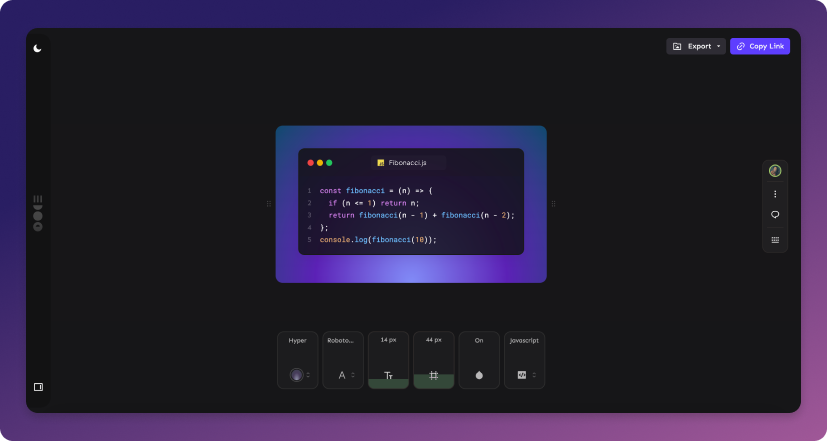 Export
Copy Link
Fibonacci.js
1 const fibonacci = (n) => {
2 if (n <= 1) return n;
3 return fibonacci(n - 1) + fibonacci(n - 2);
4 };
5 console.log(fibonacci(10));
Hyper
Roboto...
14 px
44 px
On
Javascript